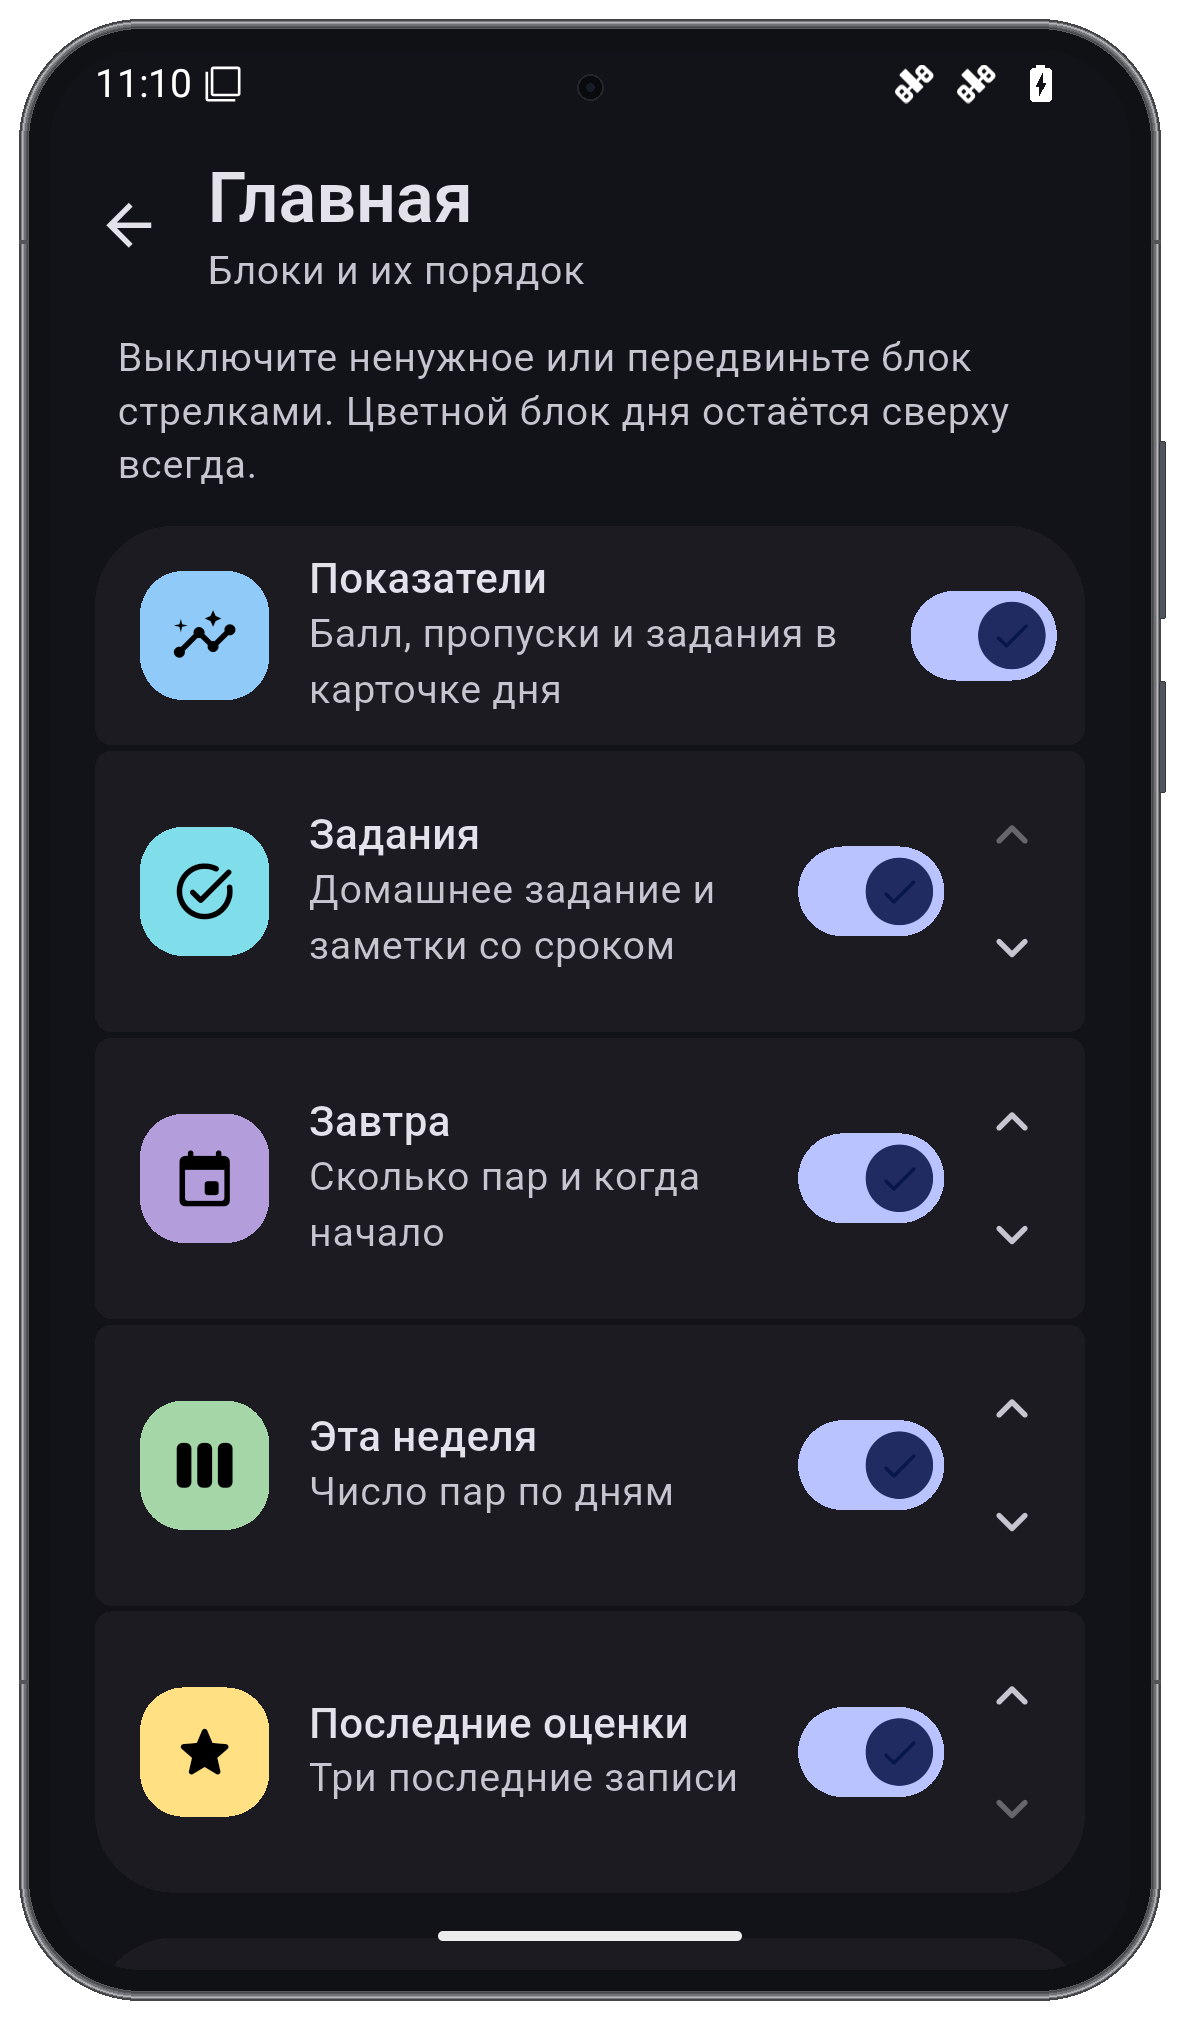 11:10
Главная
Блоки и их порядок
Выключите ненужное или передвиньте блок
стрелками. Цветной блок дня остаётся сверху
всегда.
Показатели
Балл, пропуски и задания в
карточке дня
Задания
Домашнее задание и
заметки со сроком
Завтра
Сколько пар и когда
начало
Эта неделя
Число пар по дням
Последние оценки
Три последние записи